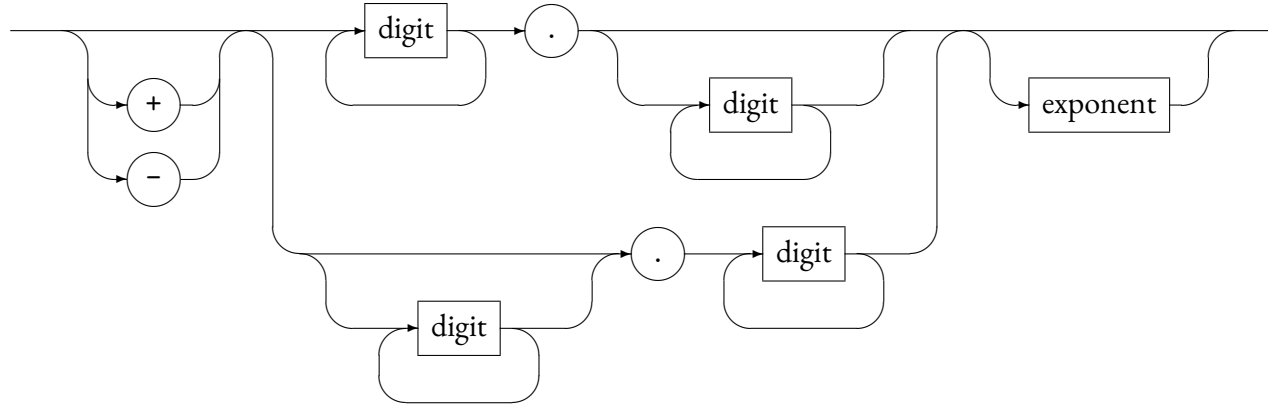 digit .
+ digit exponent
-
. digit
digit